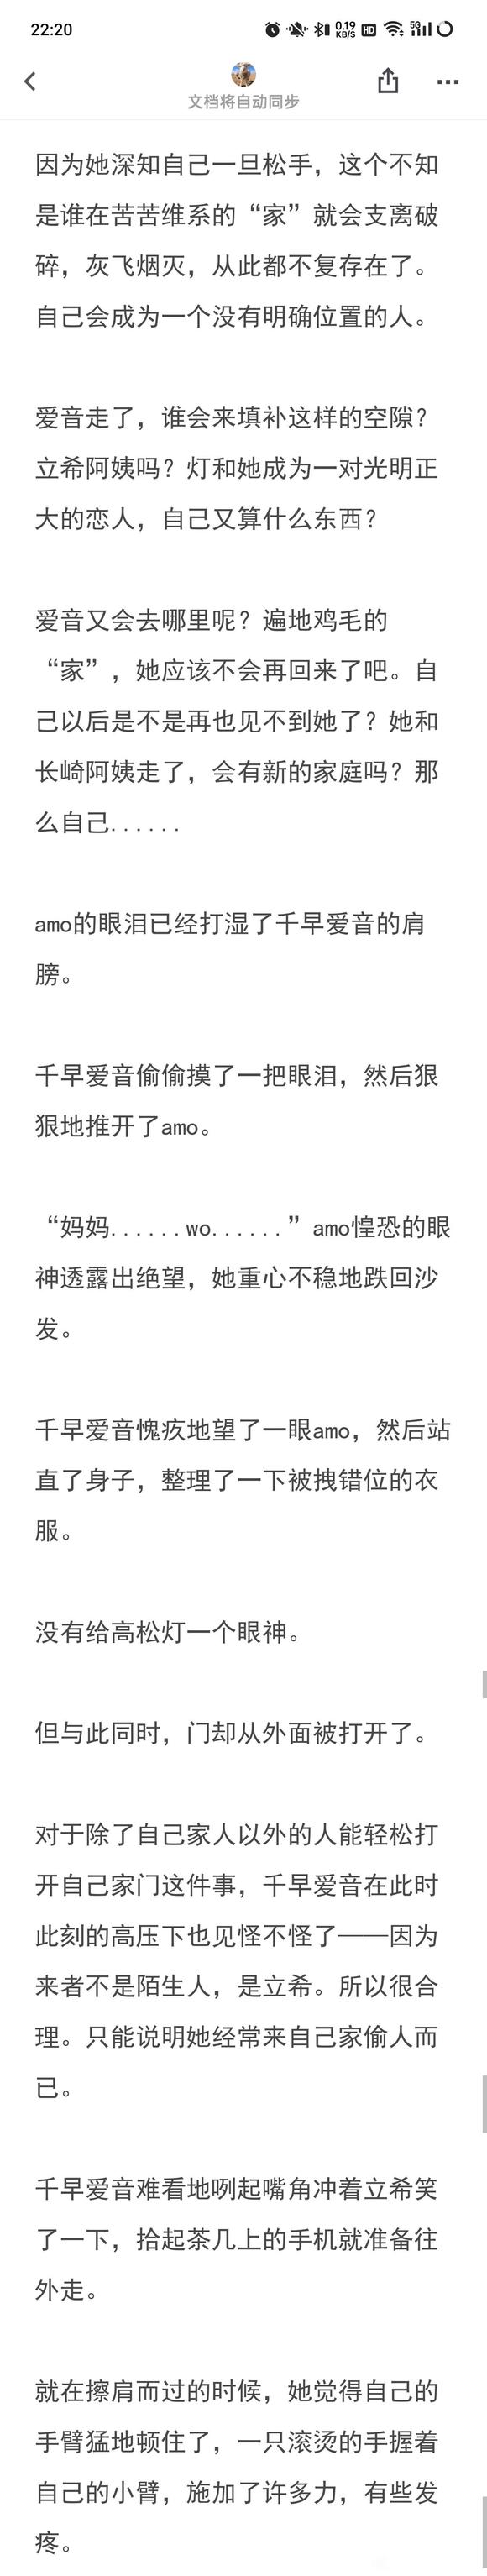 22:20
0.19
KB/S
HD
5G
文档将自动同步
因为她深知自己一旦松手，这个不知
是谁在苦苦维系的“家”就会支离破
碎，灰飞烟灭，从此都不复存在了。
自己会成为一个没有明确位置的人。
爱音走了，谁会来填补这样的空隙？
立希阿姨吗？灯和她成为一对光明正
大的恋人，自己又算什么东西？
爱音又会去哪里呢？遍地鸡毛的
“家”，她应该不会再回来了吧。自
己以后是不是再也见不到她了？她和
长崎阿姨走了，会有新的家庭吗？那
么自己......
amo的眼泪已经打湿了千早爱音的肩
膀。
千早爱音偷偷摸了一把眼泪，然后狠
狠地推开了amo。
“妈妈......wo......”amo惶恐的眼
神透露出绝望，她重心不稳地跌回沙
发。
千早爱音愧疚地望了一眼amo，然后站
直了身子，整理了一下被拽错位的衣
服。
没有给高松灯一个眼神。
但与此同时，门却从外面被打开了。
对于除了自己家人以外的人能轻松打
开自己家门这件事，千早爱音在此时
此刻的高压下也见怪不怪了——因为
来者不是陌生人，是立希。所以很合
理。只能说明她经常来自己家偷人而
已。
千早爱音难看地咧起嘴角冲着立希笑
了一下，拾起茶几上的手机就准备往
外走。
就在擦肩而过的时候，她觉得自己的
手臂猛地顿住了，一只滚烫的手握着
自己的小臂，施加了许多力，有些发
疼。